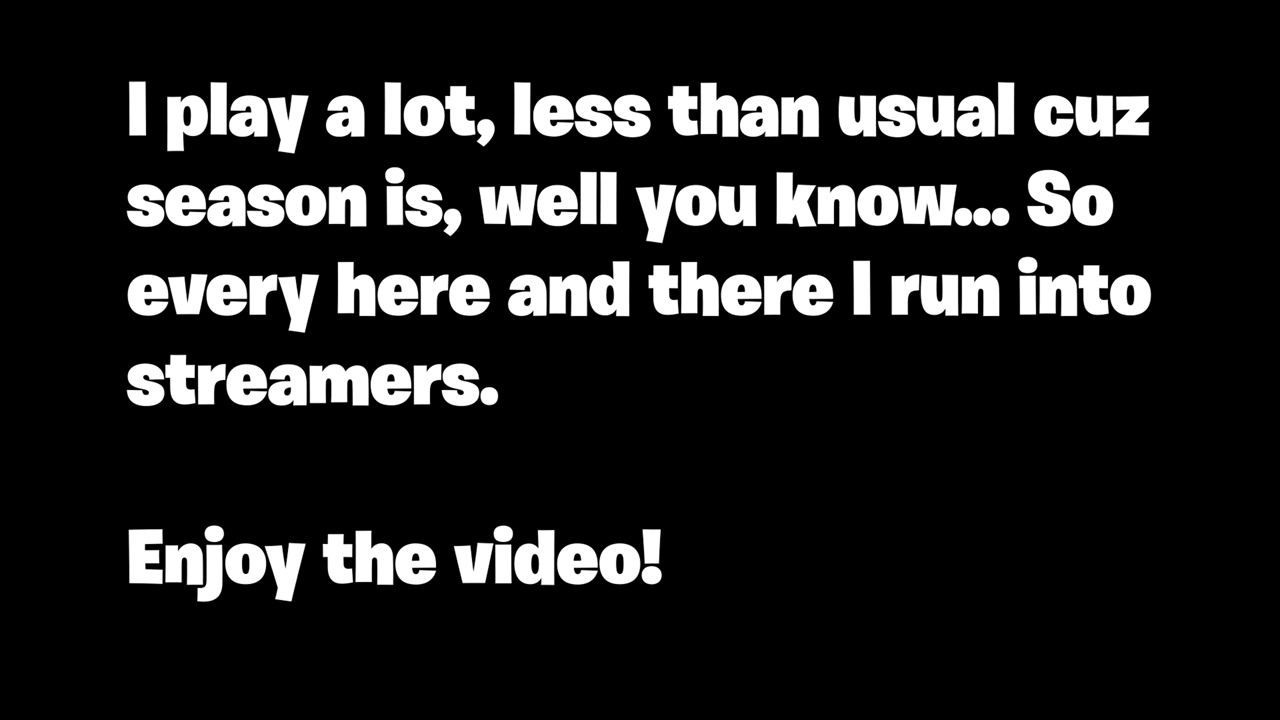 I play a lot, less than usual cuz
season is, well you know... So
every here and there I run into
streamers.
Enjoy the video!